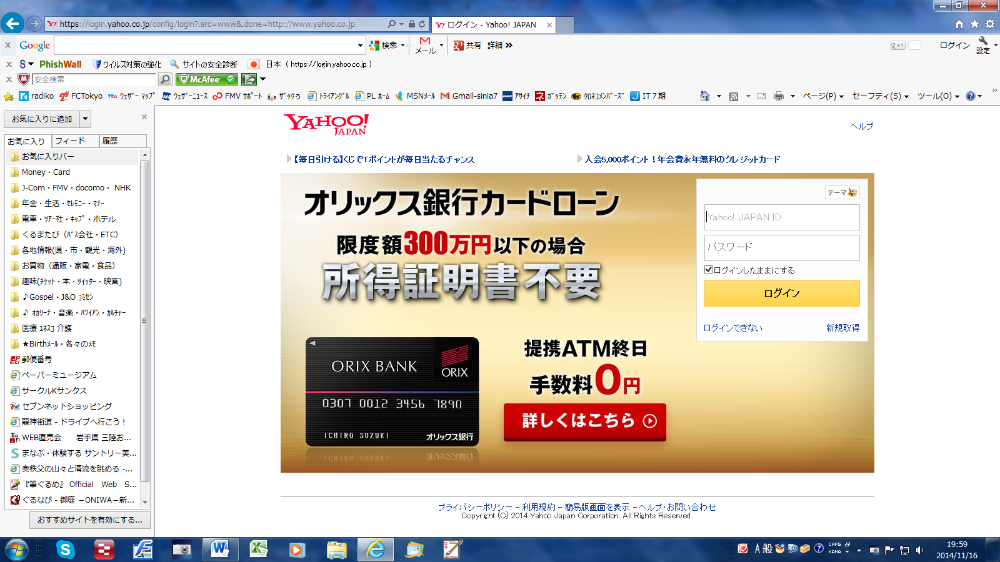 https://login.yahoo.co.jp/config/login?.src=www&.done=http://www.yahoo.co.jp
ログイン - Yahoo! JAPAN
Google
検索
メール
共有
詳細 »
g +1
ログイン
設定
PhishWall
ウイルス対策の強化
サイトの安全診断
日本 ( https://login.yahoo.co.jp )
安全検索
McAfee
radiko
FCTokyo
ｳｪｻﾞｰ ﾏｯﾌﾟ
ｳｪｻﾞｰﾆｭｰｽ
FMV ｻﾎﾟｰﾄ
ｻﾞｯくぅ
ﾄﾗｲｱﾝｸﾞﾙ
PL ﾎｰﾑ
MSNﾒｰﾙ
Gmail-sinia7
ｱｻｲﾁ
ｶﾞｯﾃﾝ
ｸﾛﾈｺﾒﾝﾊﾞｰｽﾞ
IT７期
ページ(P)
セーフティ(S)
ツール(O)
お気に入りに追加
お気に入り
フィード
履歴
お気に入りバー
Money・Card
J-Com・FMV・docomo・ NHK
年金・生活・ｾﾚﾓﾆｰ・ﾏﾅｰ
電車・ﾂｱｰ社・ｷｯﾌﾟ・ホテル
くるまたび（ﾊﾞｽ会社・ETC）
各地情報(県・市・観光・海外)
お買物（通販・家電・食品）
趣味(ﾁｹｯﾄ・本・ﾂｲｯﾀｰ・映画)
♪Gospel・J&O ｺﾐｾﾝ
♪ ｵｶﾘｰﾅ・音楽・ﾊﾜｲｱﾝ・ｶﾙﾁｬｰ
医療 ﾕﾈｽｺ 介護
★Birthﾒｰﾙ・各々のﾒﾓ
郵便番号
ペーパーミュージアム
サークルKサンクス
セブンネットショッピング
龍神街道 - ドライブへ行こう！
WEB直売会　　岩手県 三陸お...
まなぶ・体験する サントリー美...
奥秩父の山々と清流を眺める -...
『筆ぐるめ』 Official　Web　S...
ぐるなび - 御庭 －ONIWA－新...
おすすめサイトを有効にする...
YAHOO!
JAPAN
ヘルプ
【毎日引ける】くじでTポイントが毎日当たるチャンス
入会5,000ポイント！年会費永年無料のクレジットカード
オリックス銀行カードローン
限度額300万円以下の場合
所得証明書不要
ORIX BANK
ORIX
0307 0012 3456 7890
ICHIRO SUZUKI
オリックス銀行
提携ATM終日
手数料0円
詳しくはこちら
テーマ
Yahoo! JAPAN ID
パスワード
ログインしたままにする
ログイン
ログインできない
新規取得
プライバシーポリシー - 利用規約 - 簡易版画面を表示 - ヘルプ・お問い合わせ
Copyright (C) 2014 Yahoo Japan Corporation. All Rights Reserved.
A 般
CAPS
KANA
19:59
2014/11/16